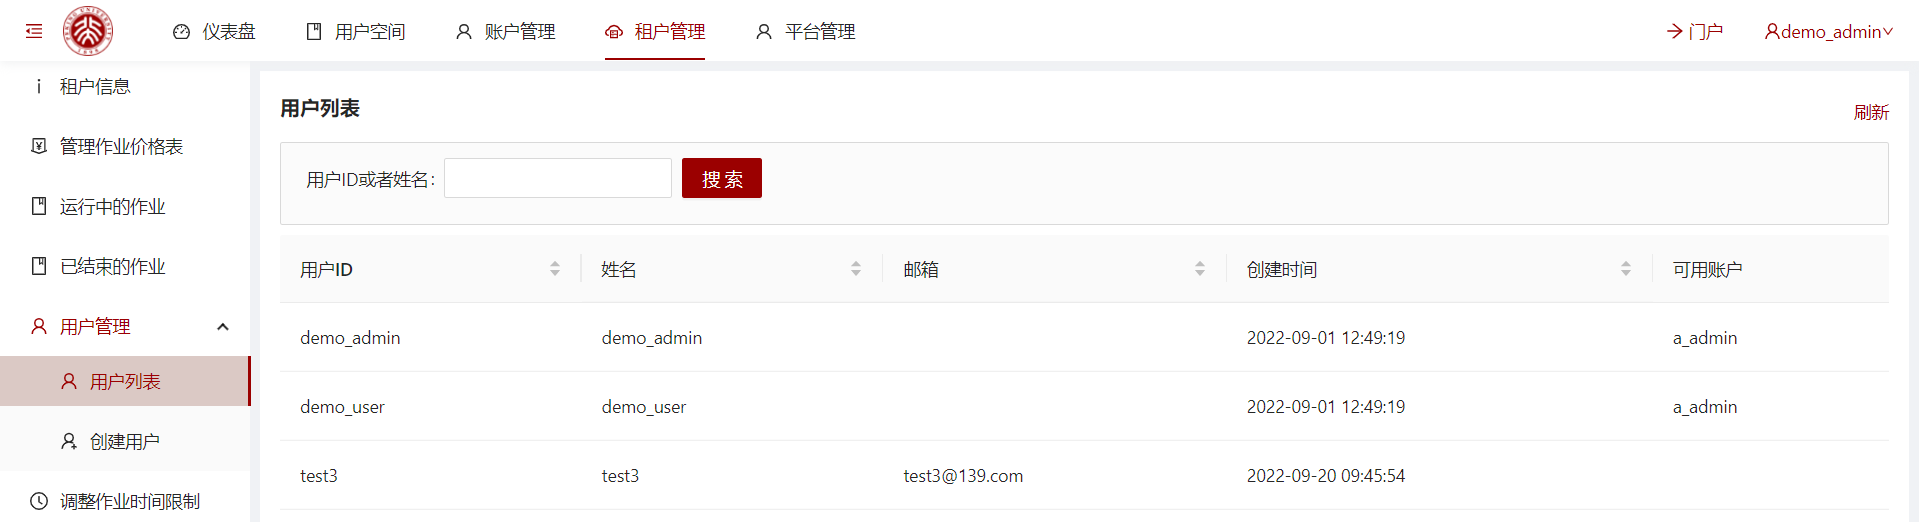 仪表盘 用户空间 账户管理 租户管理 平台管理 门户 demo_admin
租户信息
管理作业价格表
运行中的作业
已结束的作业
用户管理
用户列表
创建用户
调整作业时间限制
用户列表
刷新
用户ID或者姓名: 搜 索
用户ID 姓名 邮箱 创建时间 可用账户
demo_admin demo_admin 2022-09-01 12:49:19 a_admin
demo_user demo_user 2022-09-01 12:49:19 a_admin
test3 test3 test3@139.com 2022-09-20 09:45:54